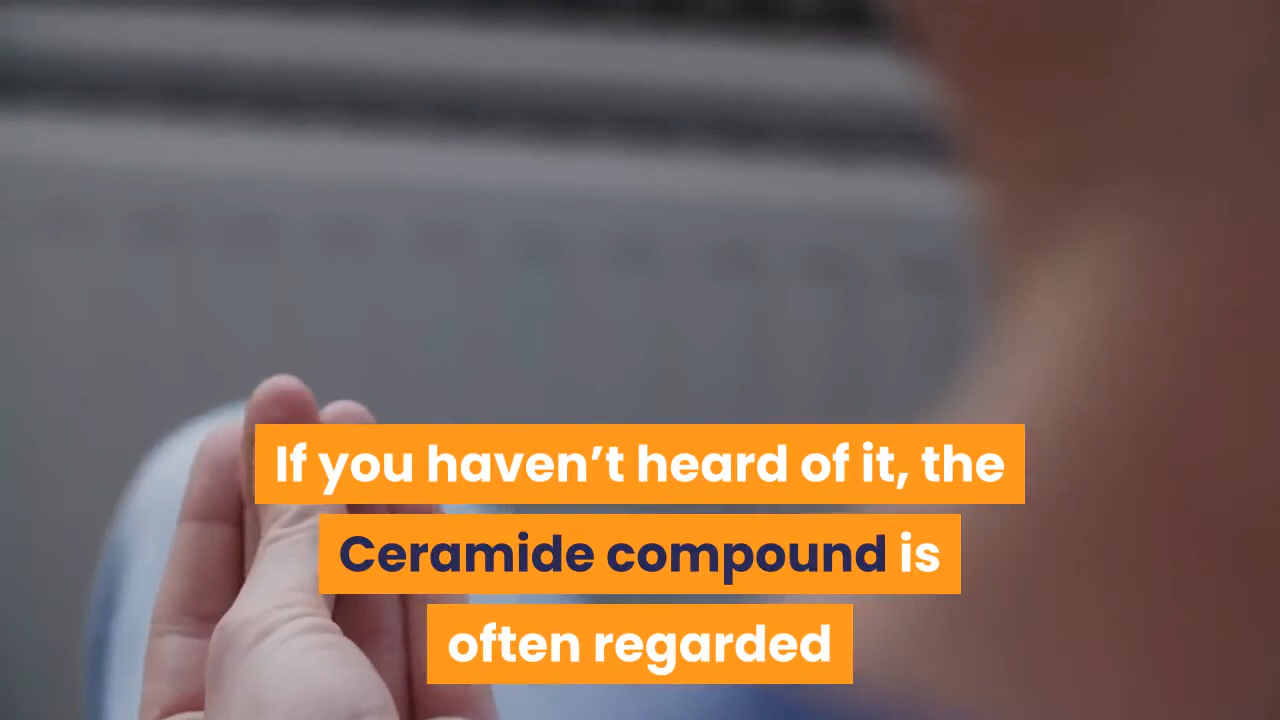 If you haven’t heard of it, the
Ceramide compound is
often regarded